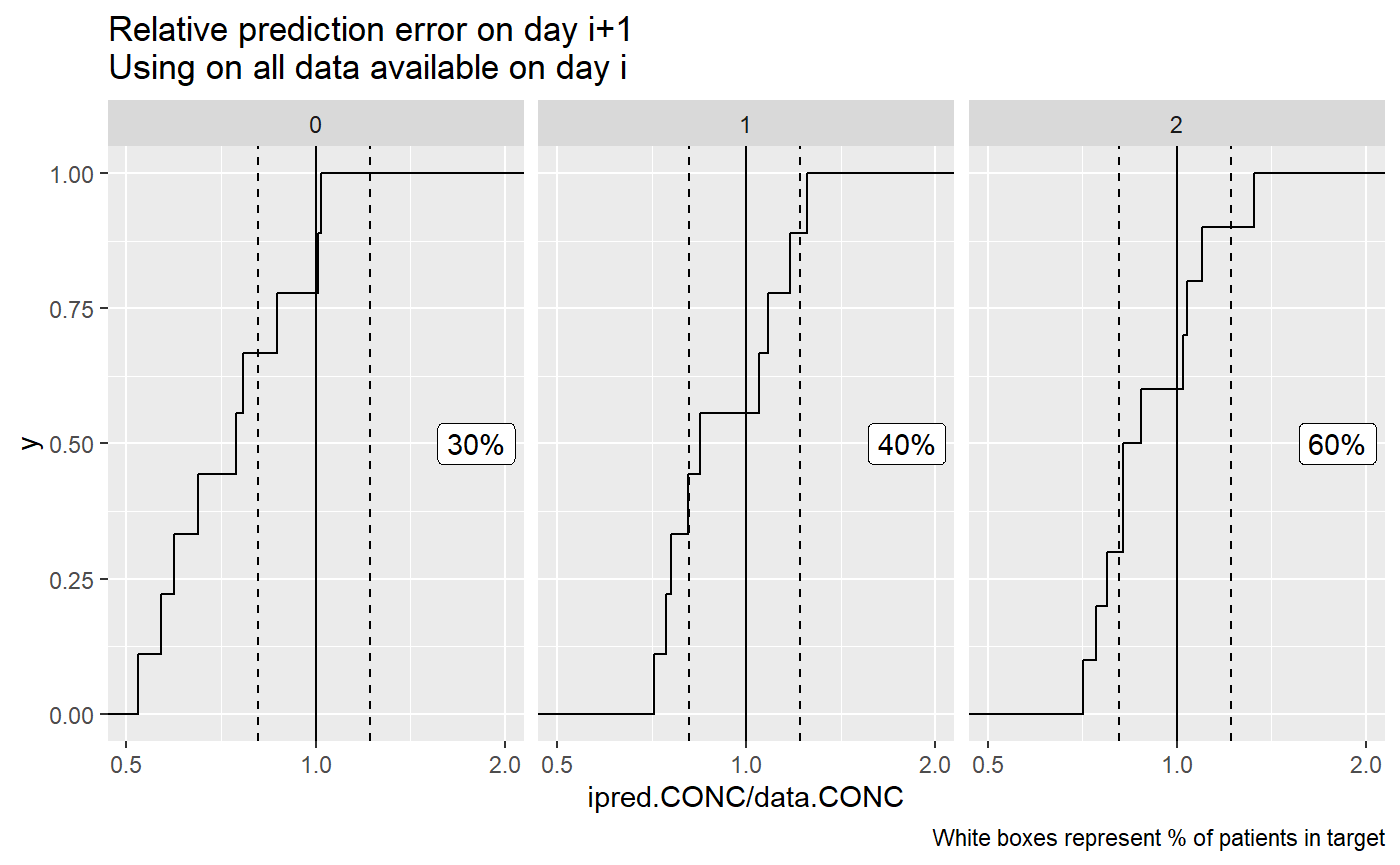 Relative prediction error on day i+1
Using on all data available on day i
0 1 2
1.00
0.75
0.50
0.25
0.00
y
30% 40% 60%
0.5 1.0 2.0 0.5 1.0 2.0 0.5 1.0 2.0
ipred.CONC/data.CONC
White boxes represent % of patients in target